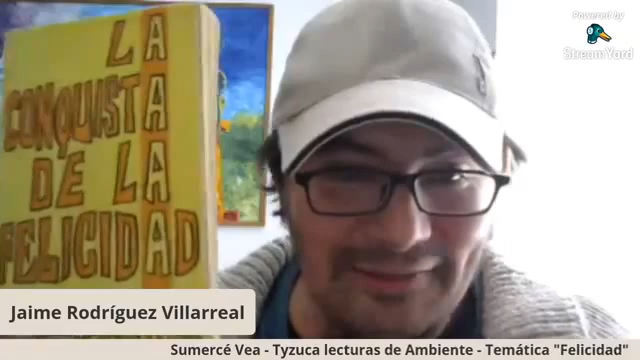 LA
CONQUISTA
DE LA
FELICIDAD
Powered by
StreamYard
Jaime Rodríguez Villarreal
Sumercé Vea - Tyzuca lecturas de Ambiente - Temática "Felicidad"